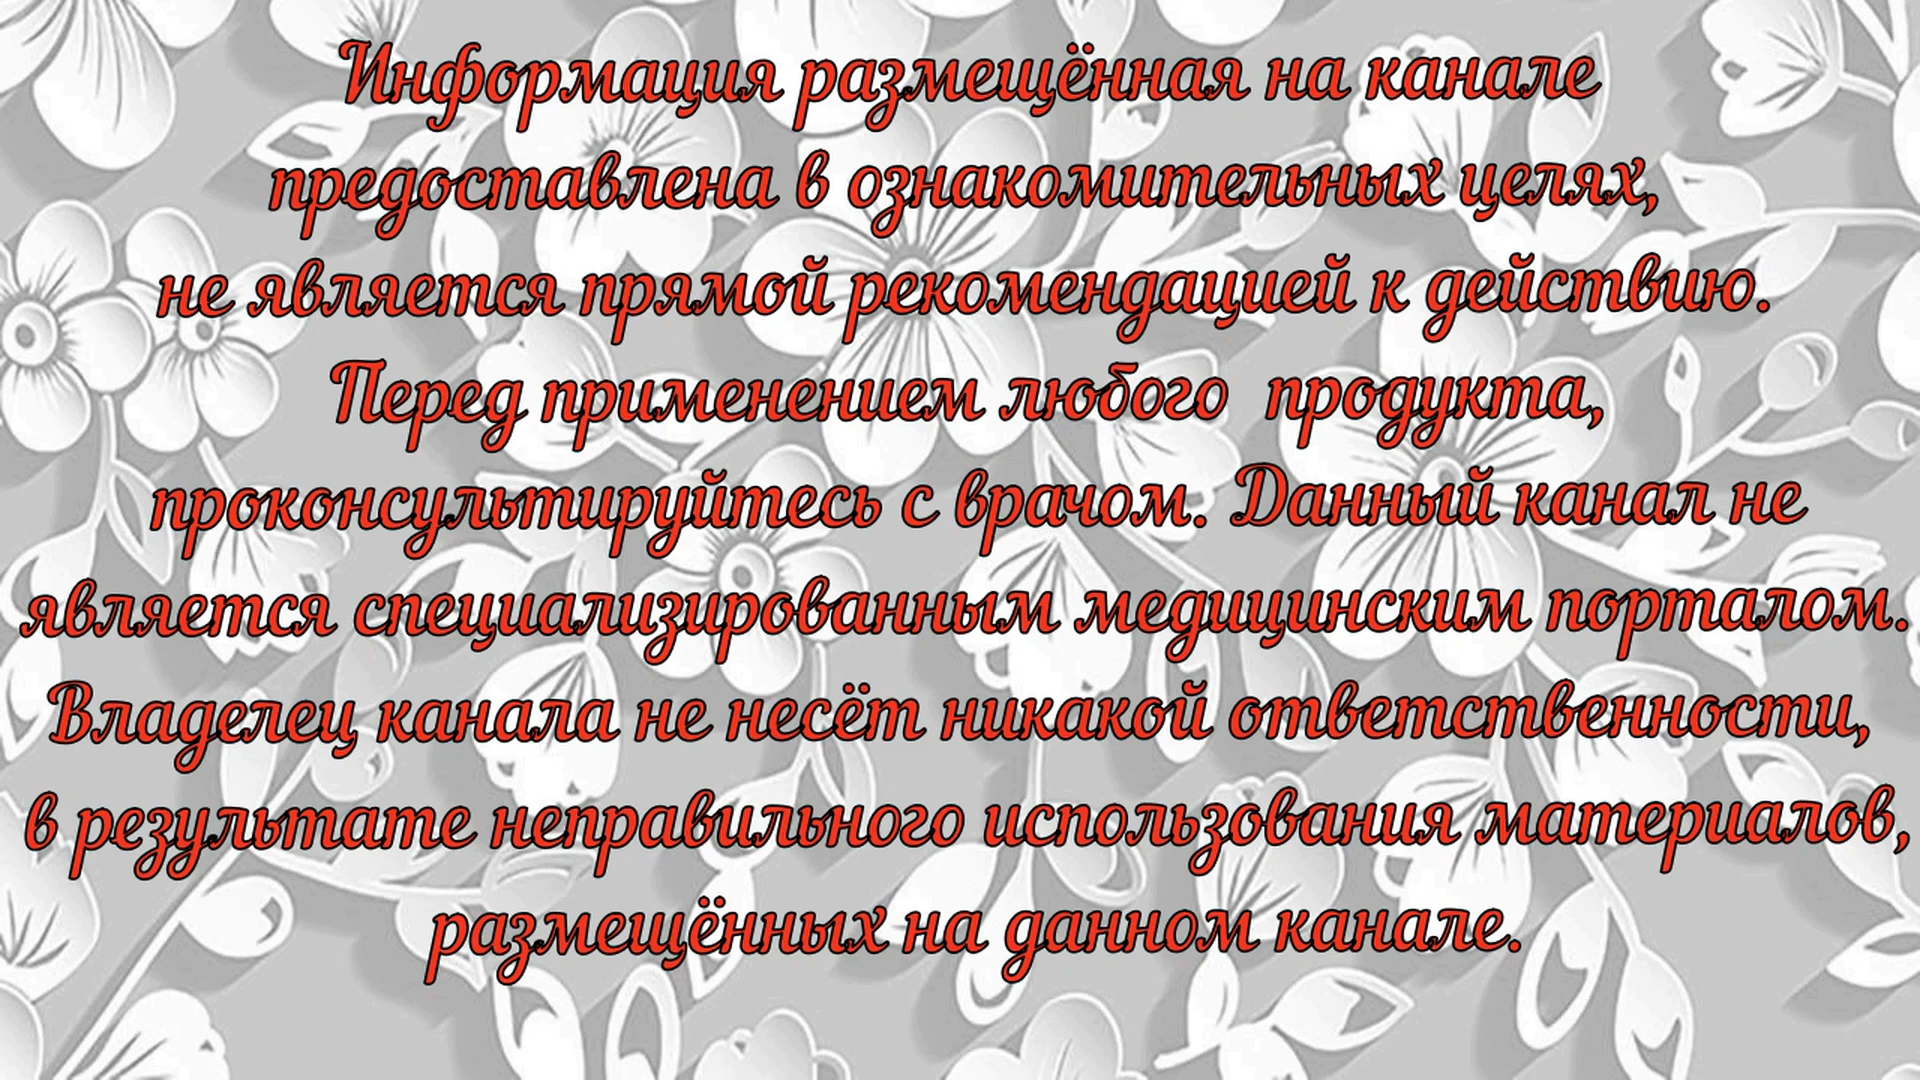 Информация размещённая на канале
предоставлена в ознакомительных целях,
не является прямой рекомендацией к действию.
Перед применением любого продукта,
проконсультируйтесь с врачом. Данный канал не
является специализированным медицинским порталом.
Владелец канала не несёт никакой ответственности,
в результате неправильного использования материалов,
размещённых на данном канале.